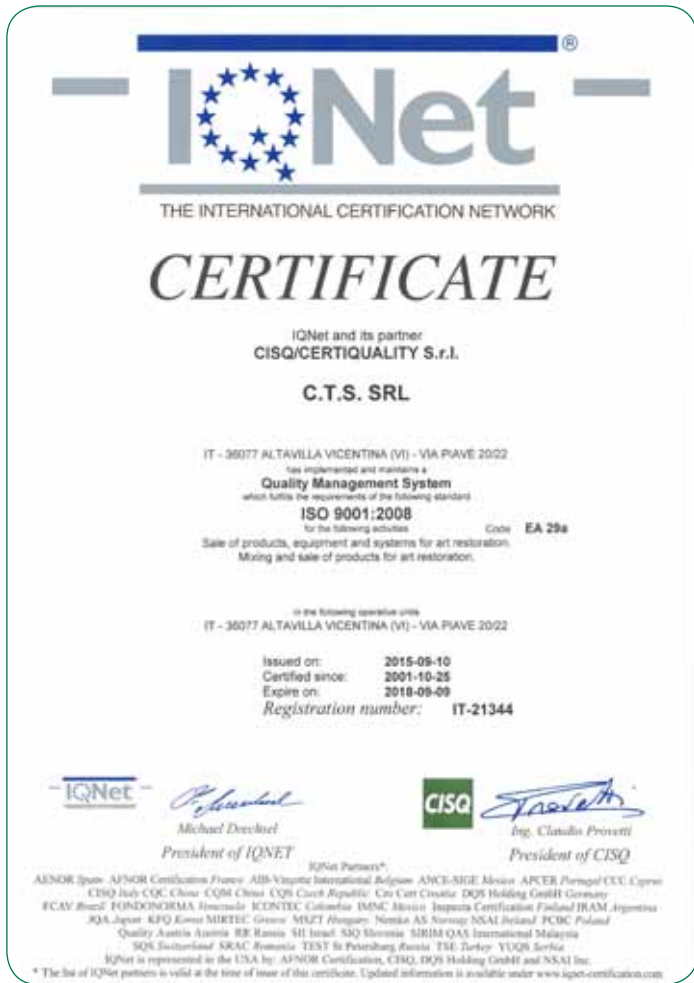 IQNet ®
THE INTERNATIONAL CERTIFICATION NETWORK
CERTIFICATE
IQNet and its partner
CISQ/CERTIQUALITY S.r.l.
C.T.S. SRL
IT - 36077 ALTAVILLA VICENTINA (VI) - VIA PIAVE 20/22
has implemented and maintains a
Quality Management System
which fulfills the requirements of the following standard
ISO 9001:2008
for the following activities Code EA 29a
Sale of products, equipment and systems for art restoration.
Mixing and sale of products for art restoration.
in the following operative units
IT - 36077 ALTAVILLA VICENTINA (VI) - VIA PIAVE 20/22
Issued on: 2015-09-10
Certified since: 2001-10-25
Expire on: 2018-09-09
Registration number: IT-21344
IQNet
CISQ
Michael Drechsel
Ing. Claudio Provetti
President of IQNET
President of CISQ
IQNet Partners*:
AENOR Spain AFNOR Certification France AIB-Vinçotte International Belgium ANCE-SIGE Mexico APCER Portugal CCC Cyprus
CISQ Italy CQC China CQM China CQS Czech Republic Cro Cert Croatia DQS Holding GmbH Germany
FCAV Brazil FONDONORMA Venezuela ICONTEC Colombia IMNC Mexico Inspecta Certification Finland IRAM Argentina
JQA Japan KFQ Korea MIRTEC Greece MSZT Hungary Nemko AS Norway NSAI Ireland PCBC Poland
Quality Austria Austria RR Russia SII Israel SIQ Slovenia SIRIM QAS International Malaysia
SQS Switzerland SRAC Romania TEST St Petersburg Russia TSE Turkey YUQS Serbia
IQNet is represented in the USA by: AFNOR Certification, CISQ, DQS Holding GmbH and NSAI Inc.
* The list of IQNet partners is valid at the time of issue of this certificate. Updated information is available under www.iqnet-certification.com